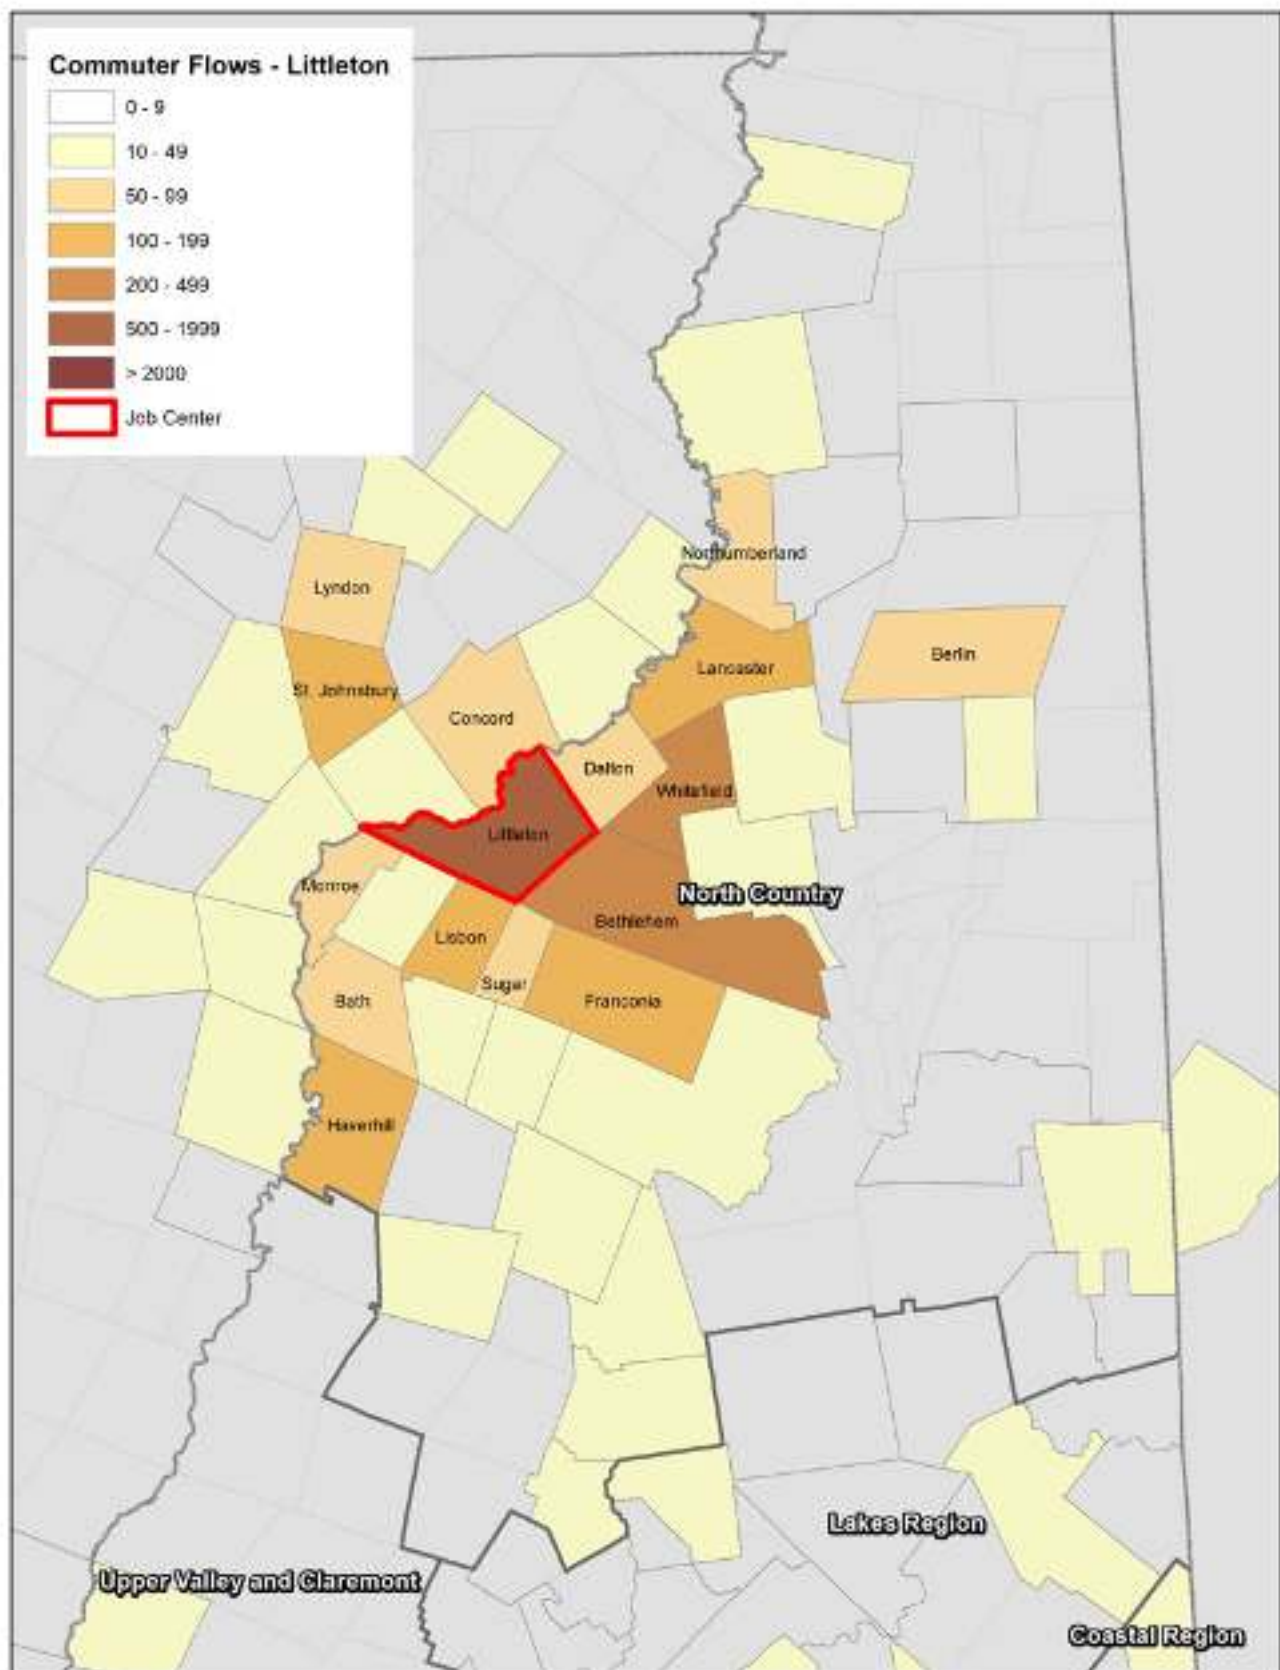 Commuter Flows - Littleton
0 - 9
10 - 49
50 - 99
100 - 199
200 - 499
500 - 1999
> 2000
Job Center
Northumberland
Lyndon
Berlin
Lancaster
St. Johnsbury
Concord
Dalton
Whitefield
Littleton
Monroe
North Country
Bethlehem
Lisbon
Sugar
Bath
Franconia
Haverhill
Lakes Region
Upper Valley and Claremont
Coastal Region